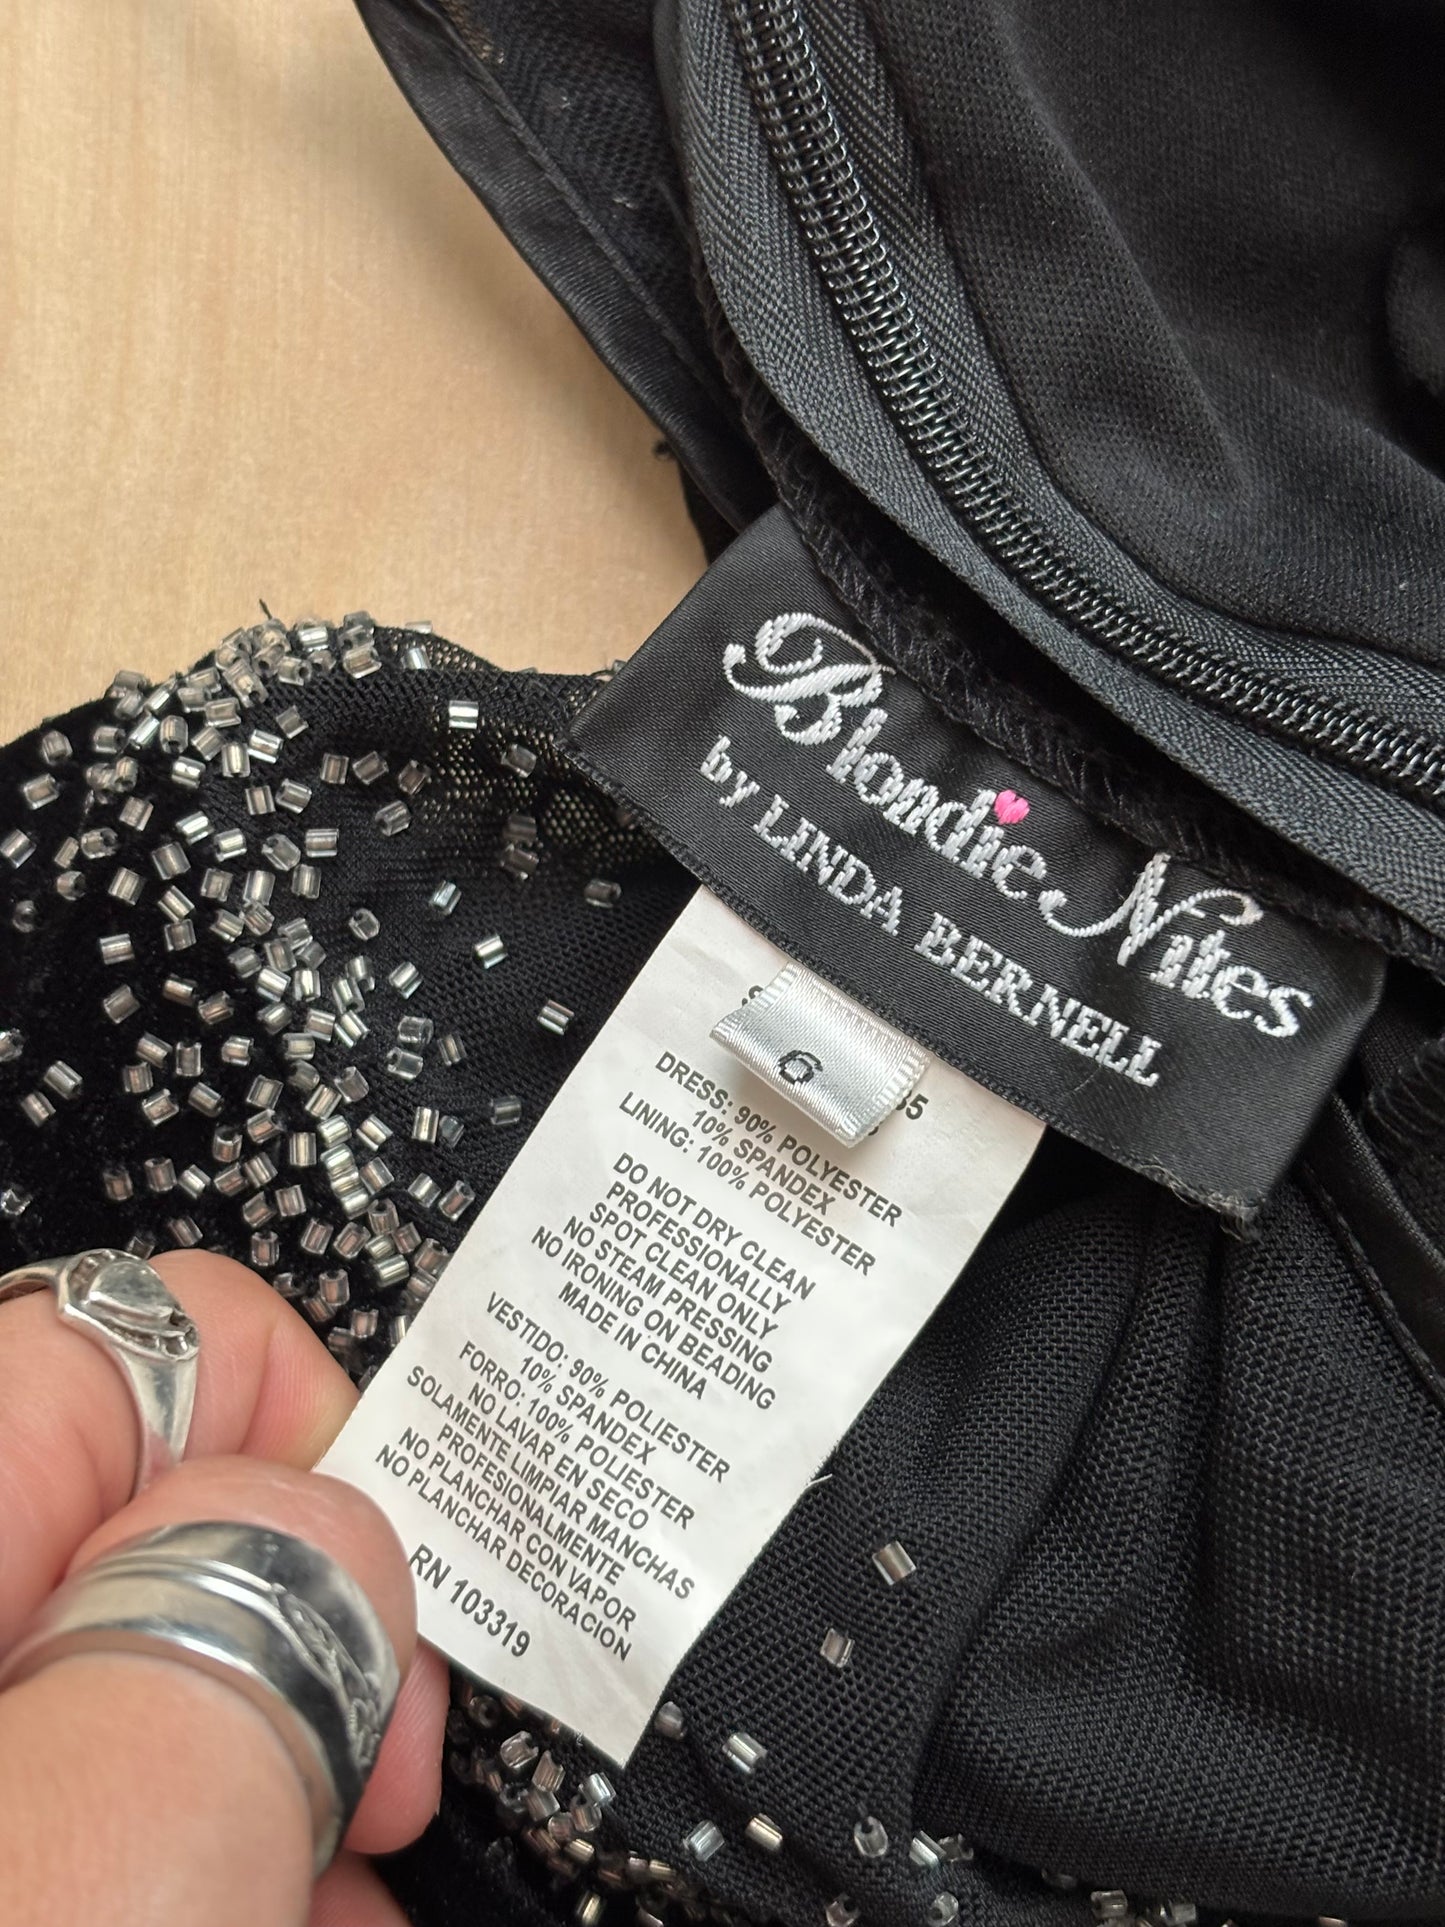 Blondie Nites
by LINDA BERNELL
6
DRESS: 90% POLYESTER
10% SPANDEX
LINING: 100% POLYESTER
DO NOT DRY CLEAN
PROFESSIONALLY
SPOT CLEAN ONLY
NO STEAM PRESSING
NO IRONING ON BEADING
MADE IN CHINA
VESTIDO: 90% POLIESTER
10% SPANDEX
FORRO: 100% POLIESTER
NO LAVAR EN SECO
SOLAMENTE LIMPIAR MANCHAS
PROFESIONALMENTE
NO PLANCHAR CON VAPOR
NO PLANCHAR DECORACION
RN 103319